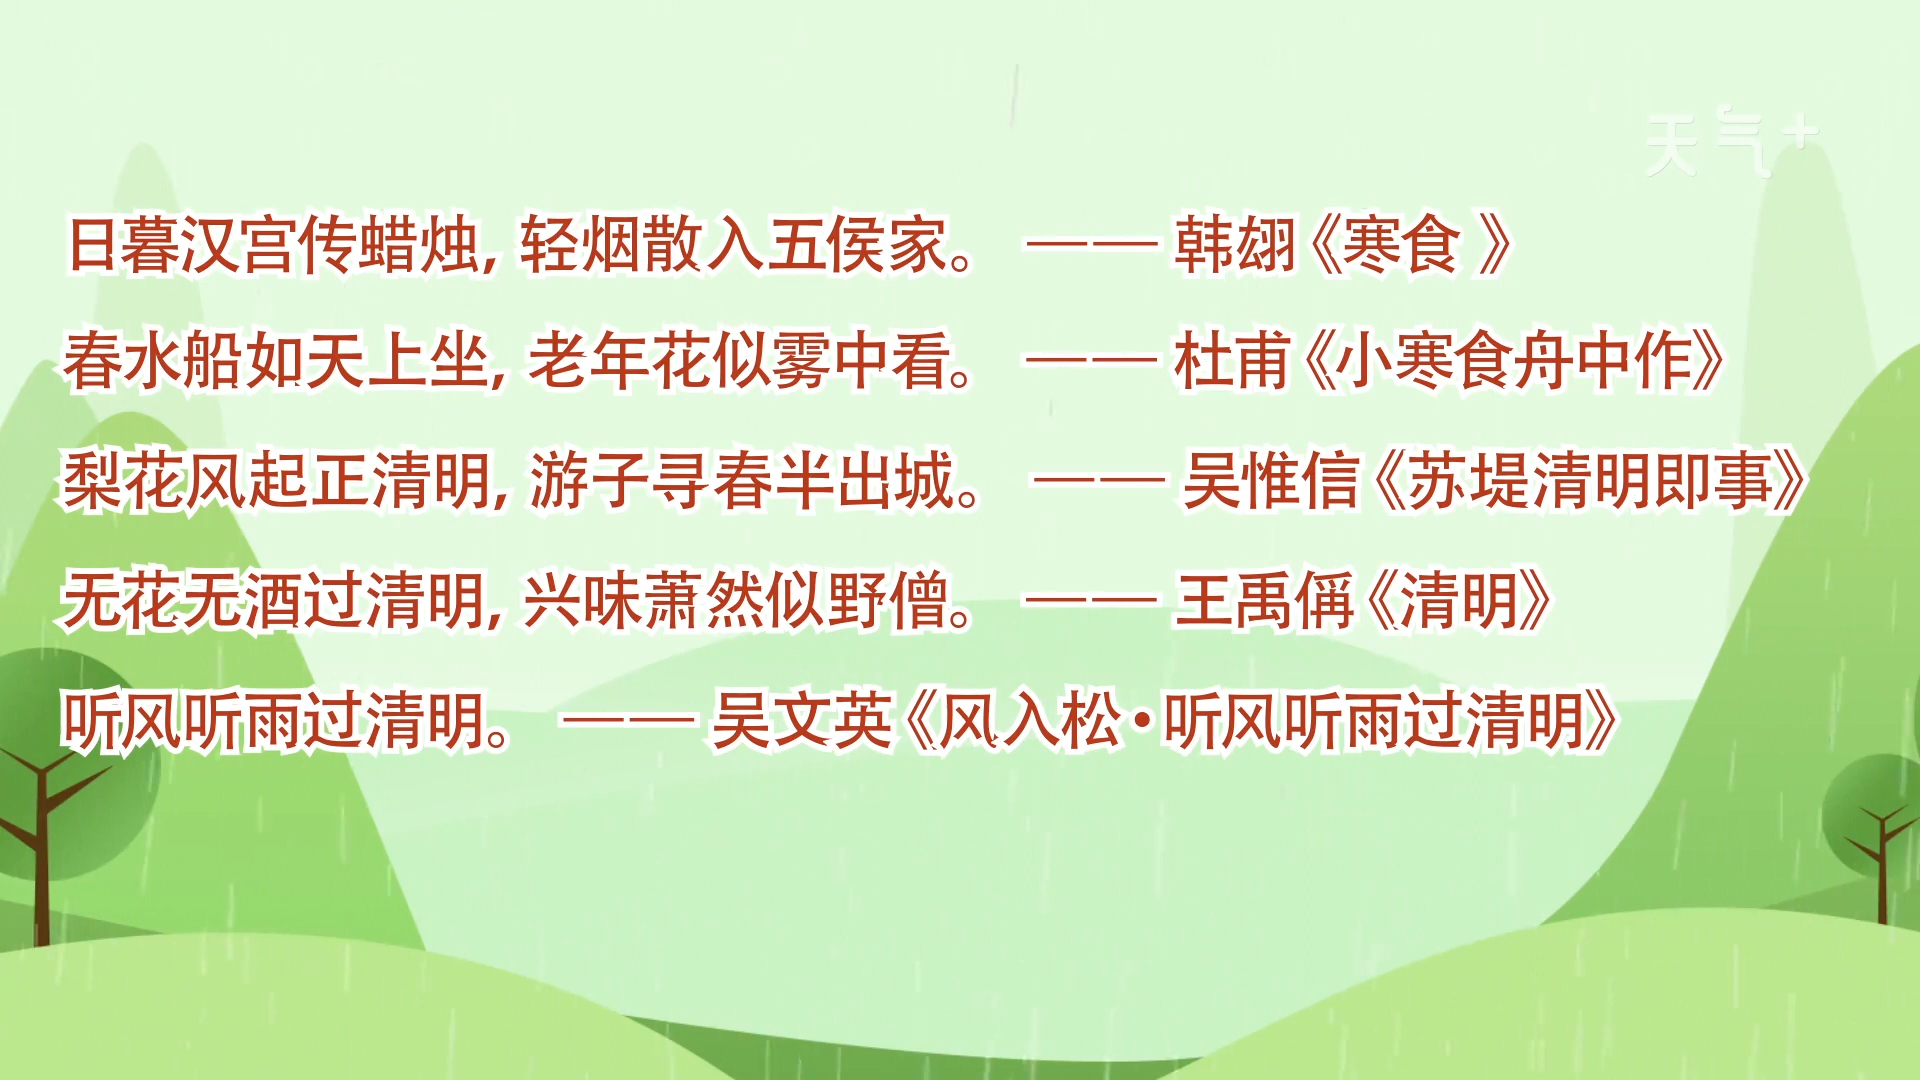 天气+
日暮汉宫传蜡烛，轻烟散入五侯家。 —— 韩翃《寒食 》
春水船如天上坐，老年花似雾中看。 —— 杜甫《小寒食舟中作》
梨花风起正清明，游子寻春半出城。 —— 吴惟信《苏堤清明即事》
无花无酒过清明，兴味萧然似野僧。 —— 王禹偁《清明》
听风听雨过清明。 —— 吴文英《风入松·听风听雨过清明》